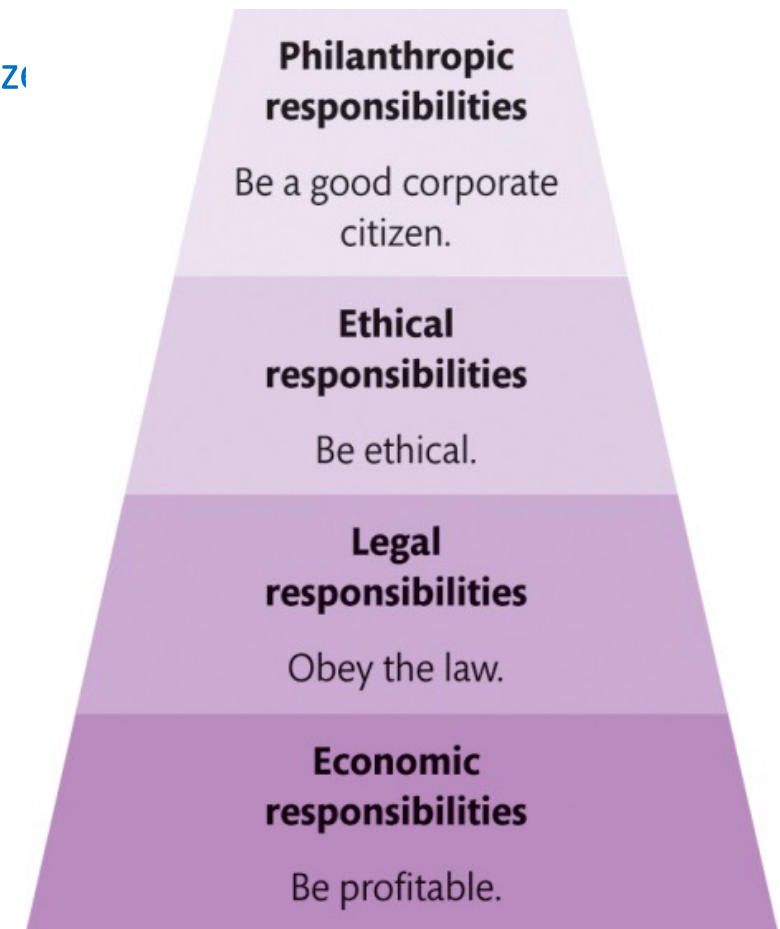 Philanthropic
responsibilities
Be a good corporate
citizen.
Ethical
responsibilities
Be ethical.
Legal
responsibilities
Obey the law.
Economic
responsibilities
Be profitable.